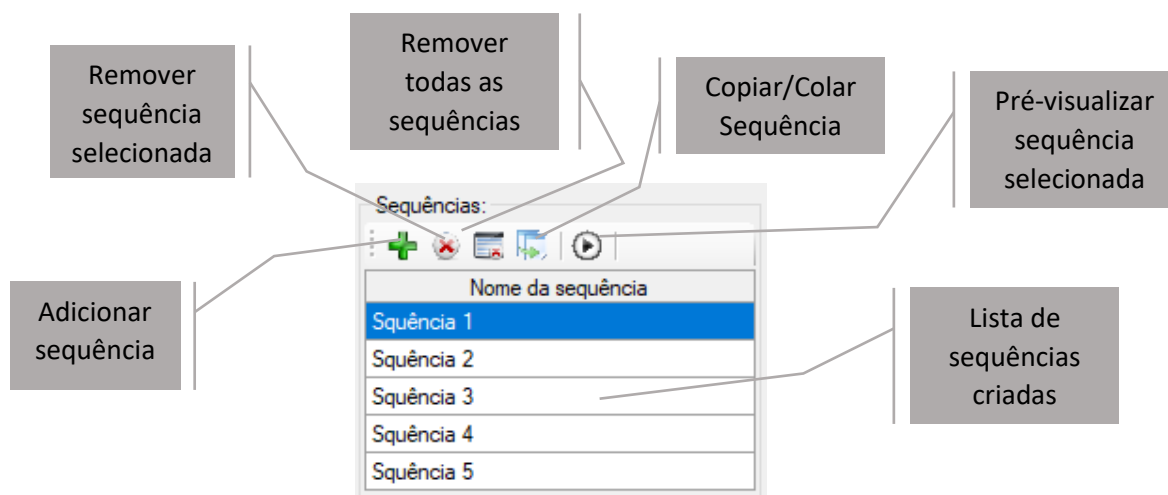 Remover
sequência
selecionada
Remover
todas as
sequências
Copiar/Colar
Sequência
Pré-visualizar
sequência
selecionada
Sequências:
Nome da sequência
Squência 1
Squência 2
Squência 3
Squência 4
Squência 5
Adicionar
sequência
Lista de
sequências
criadas